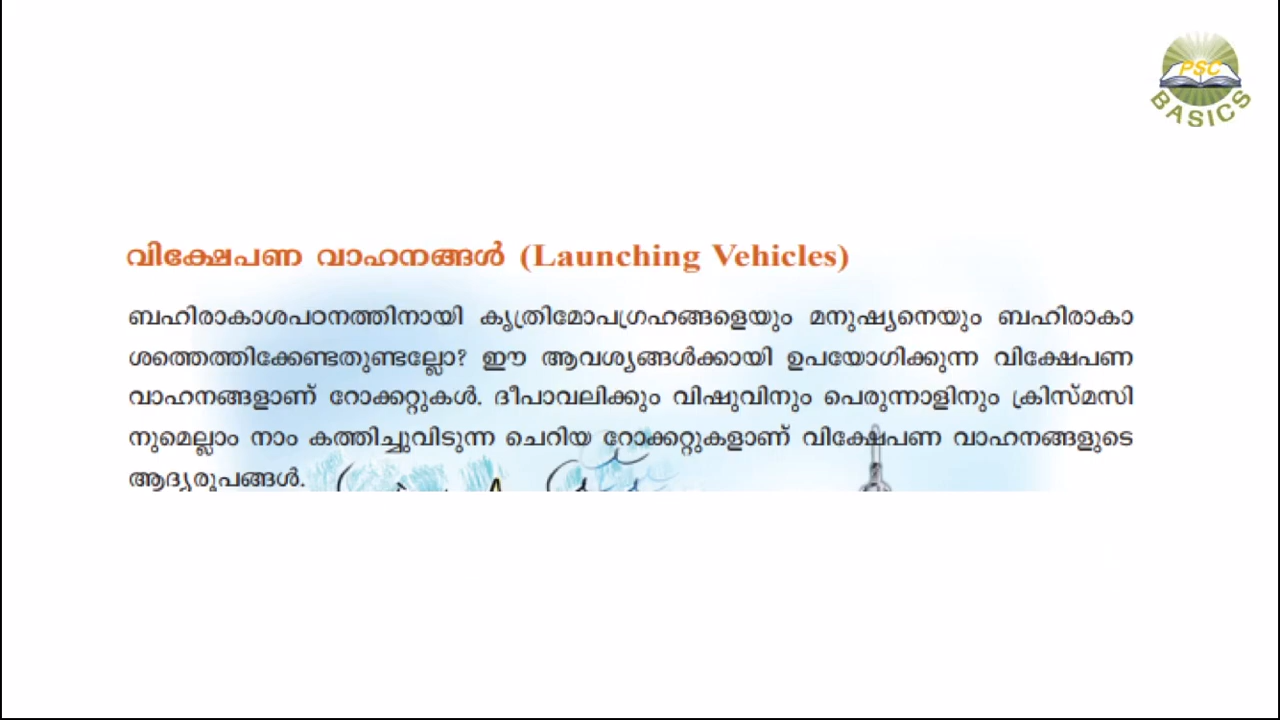 PSC
BASICS
വിക്ഷേപണ വാഹനങ്ങൾ (Launching Vehicles)
ബഹിരാകാശപഠനത്തിനായി കൃത്രിമോപഗ്രഹങ്ങളെയും മനുഷ്യനെയും ബഹിരാകാ
ശത്തെത്തിക്കേണ്ടതുണ്ടല്ലോ? ഈ ആവശ്യങ്ങൾക്കായി ഉപയോഗിക്കുന്ന വിക്ഷേപണ
വാഹനങ്ങളാണ് റോക്കറ്റുകൾ. ദീപാവലിക്കും വിഷുവിനും പെരുന്നാളിനും ക്രിസ്മസി
നുമെല്ലാം നാം കത്തിച്ചുവിടുന്ന ചെറിയ റോക്കറ്റുകളാണ് വിക്ഷേപണ വാഹനങ്ങളുടെ
ആദ്യരൂപങ്ങൾ.